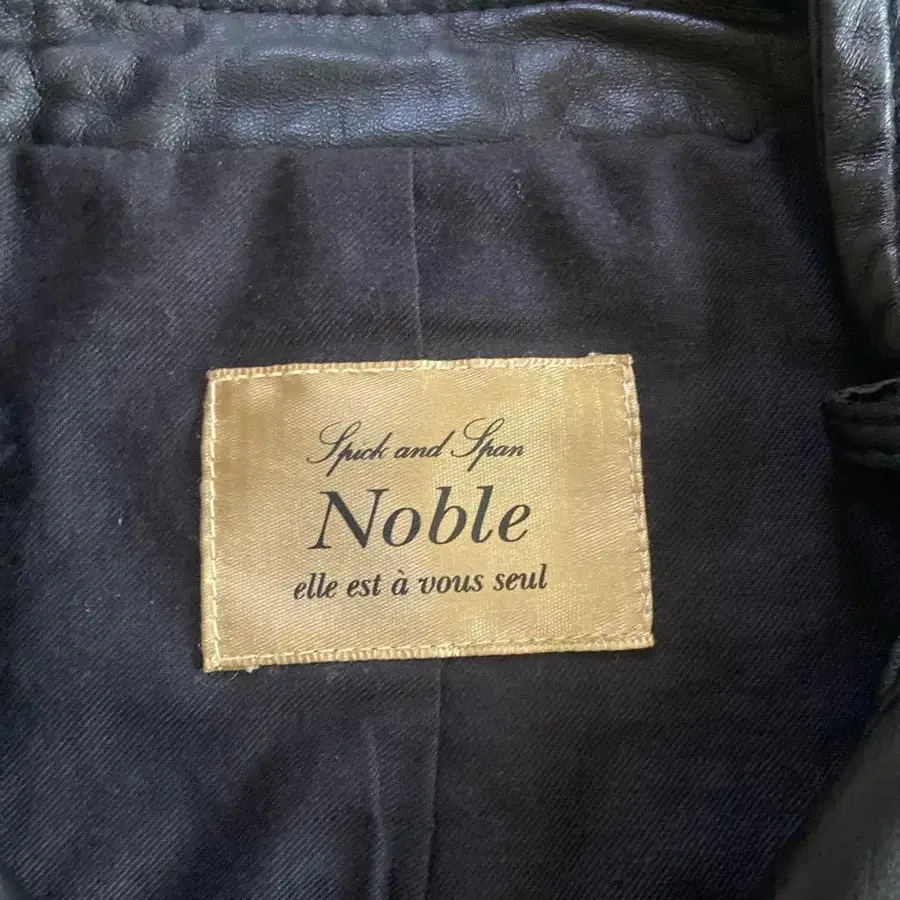 Spick and Span
Noble
elle est à vous seul